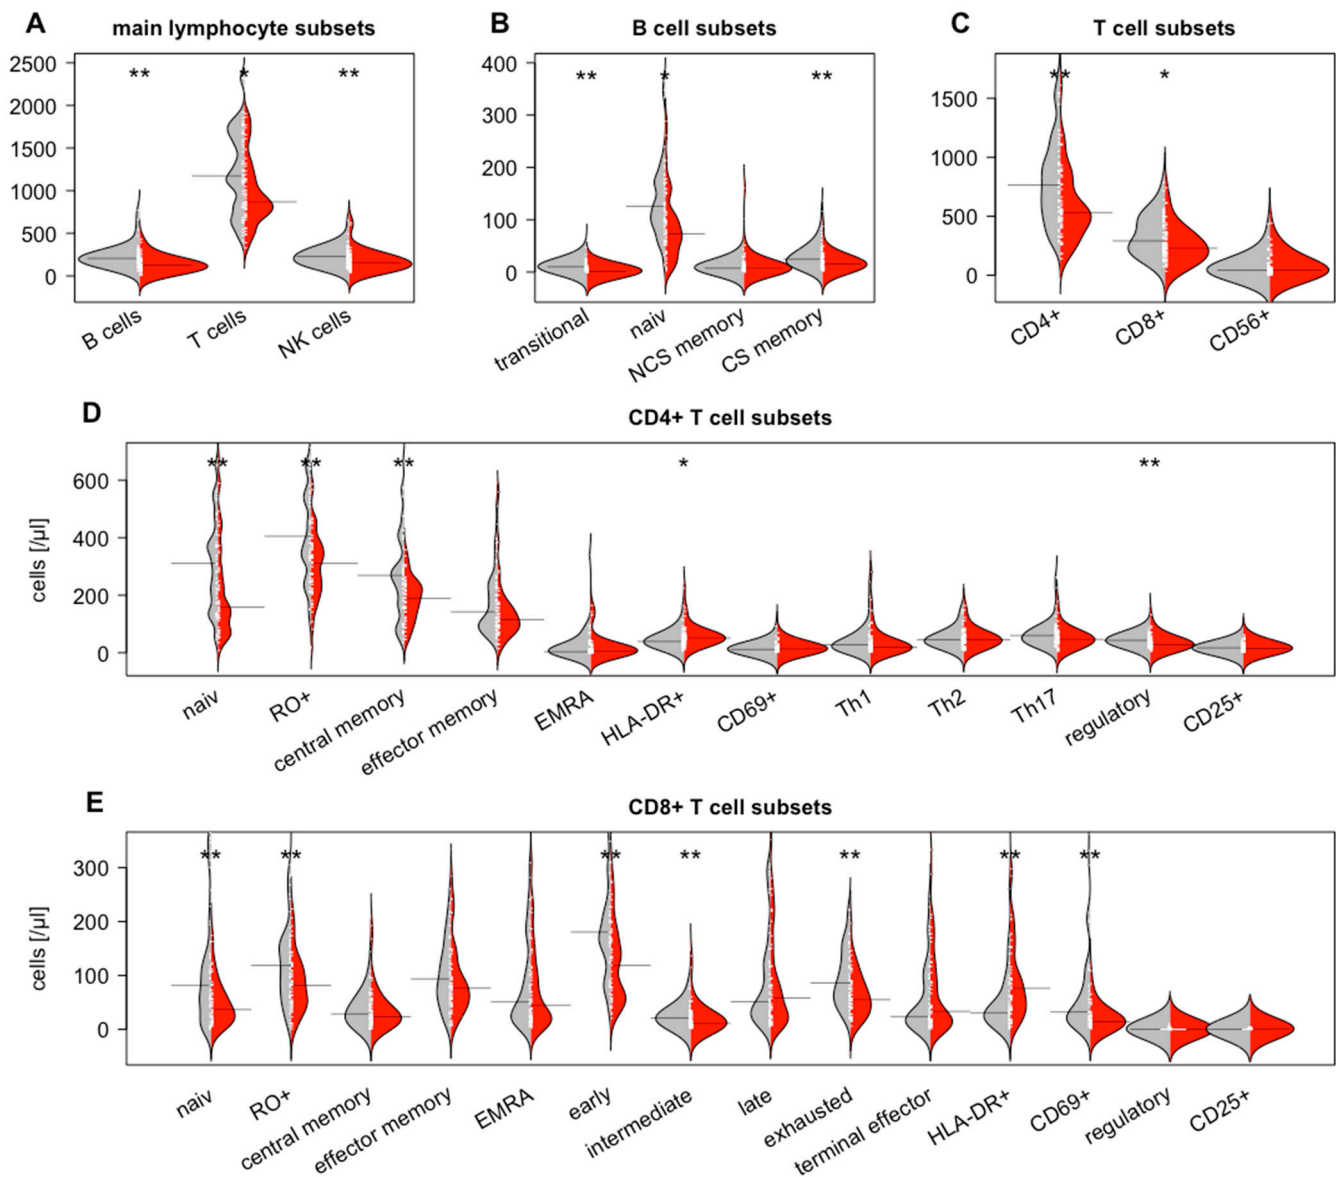 A main lymphocyte subsets
2500
2000
1500
1000
500
0
** * **
B cells T cells NK cells
B B cell subsets
400
300
200
100
0
** * **
transitional naiv NCS memory CS memory
C T cell subsets
1500
1000
500
0
** *
CD4+ CD8+ CD56+
D CD4+ T cell subsets
cells [/µl]
600
400
200
0
** ** ** * **
naiv RO+ central memory effector memory EMRA HLA-DR+ CD69+ Th1 Th2 Th17 regulatory CD25+
E CD8+ T cell subsets
cells [/µl]
300
200
100
0
** ** ** ** ** ** **
naiv RO+ central memory effector memory EMRA early intermediate late exhausted terminal effector HLA-DR+ CD69+ regulatory CD25+